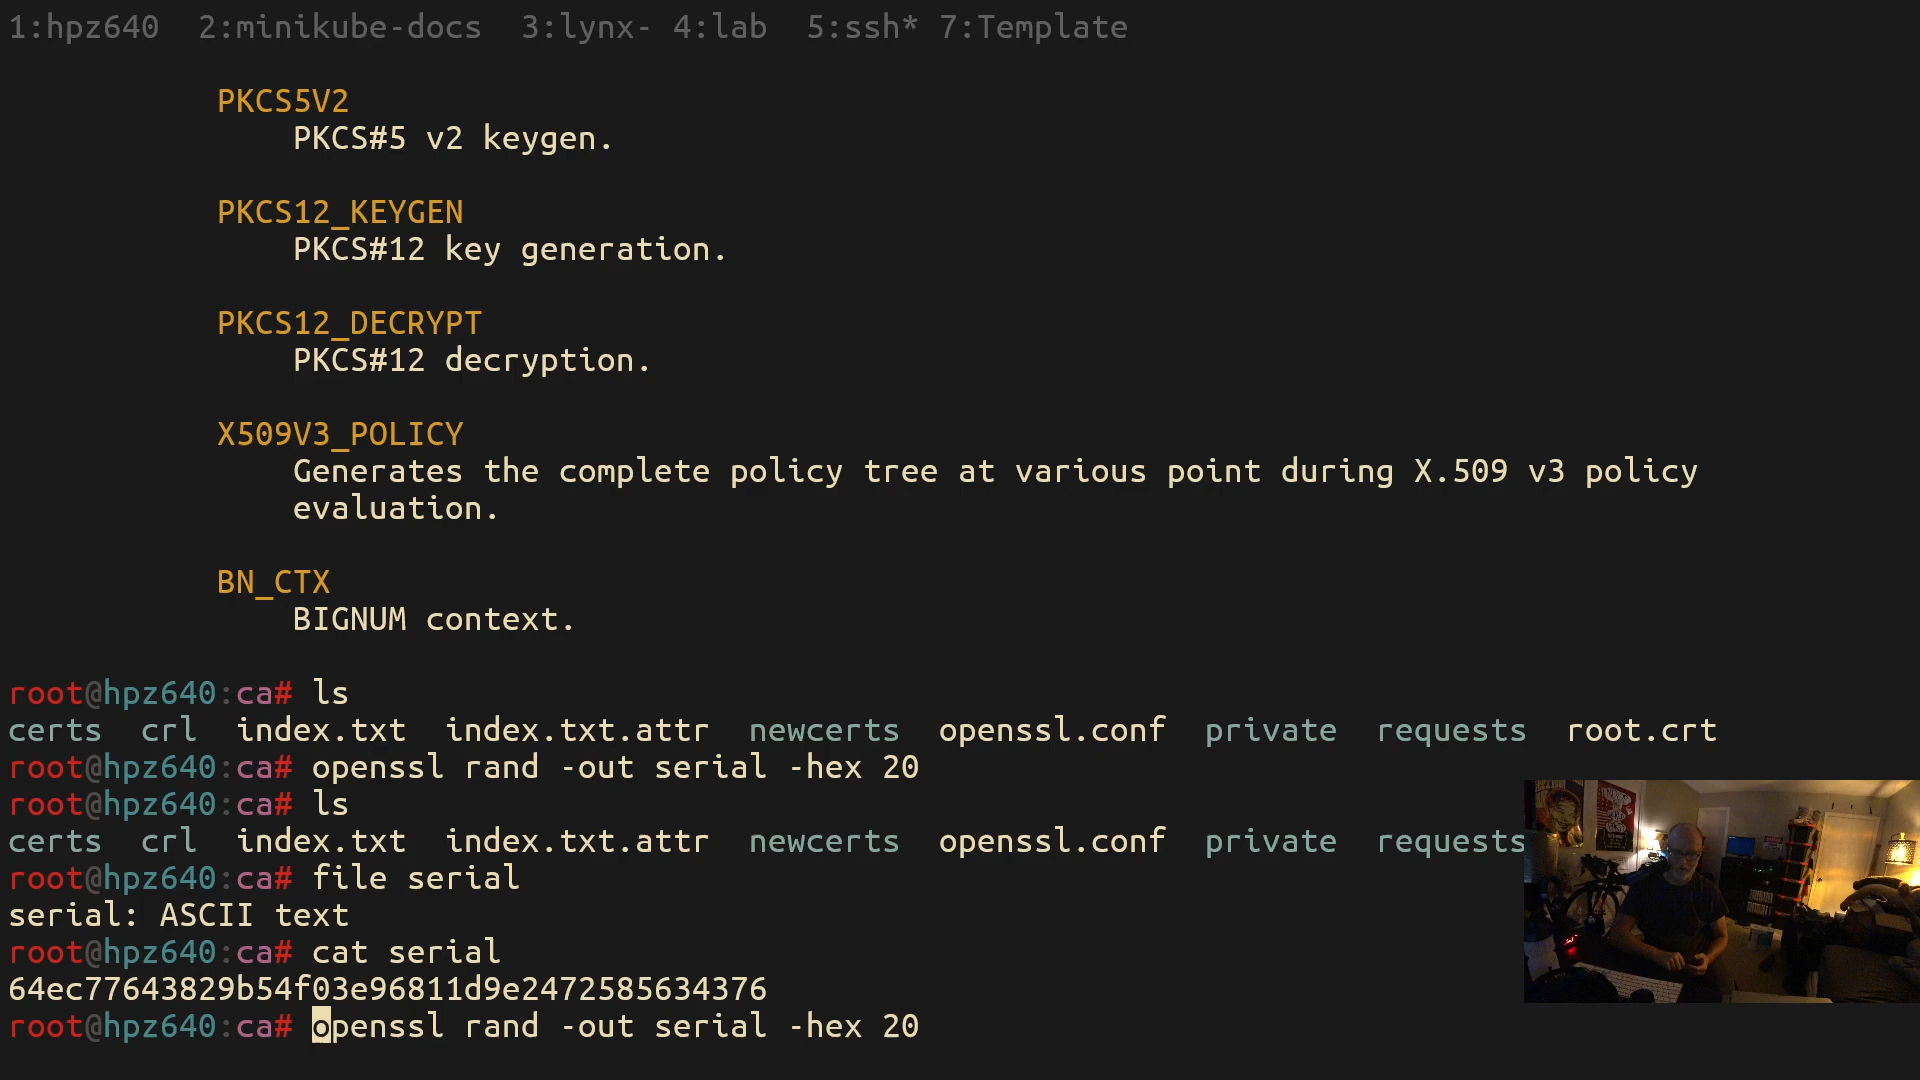 1:hpz640  2:minikube-docs  3:lynx- 4:lab  5:ssh* 7:Template
PKCS5V2
PKCS#5 v2 keygen.
PKCS12_KEYGEN
PKCS#12 key generation.
PKCS12_DECRYPT
PKCS#12 decryption.
X509V3_POLICY
Generates the complete policy tree at various point during X.509 v3 policy
evaluation.
BN_CTX
BIGNUM context.
root@hpz640:ca# ls
certs  crl  index.txt  index.txt.attr  newcerts  openssl.conf  private  requests  root.crt
root@hpz640:ca# openssl rand -out serial -hex 20
root@hpz640:ca# ls
certs  crl  index.txt  index.txt.attr  newcerts  openssl.conf  private  requests
root@hpz640:ca# file serial
serial: ASCII text
root@hpz640:ca# cat serial
64ec77643829b54f03e96811d9e2472585634376
root@hpz640:ca# openssl rand -out serial -hex 20